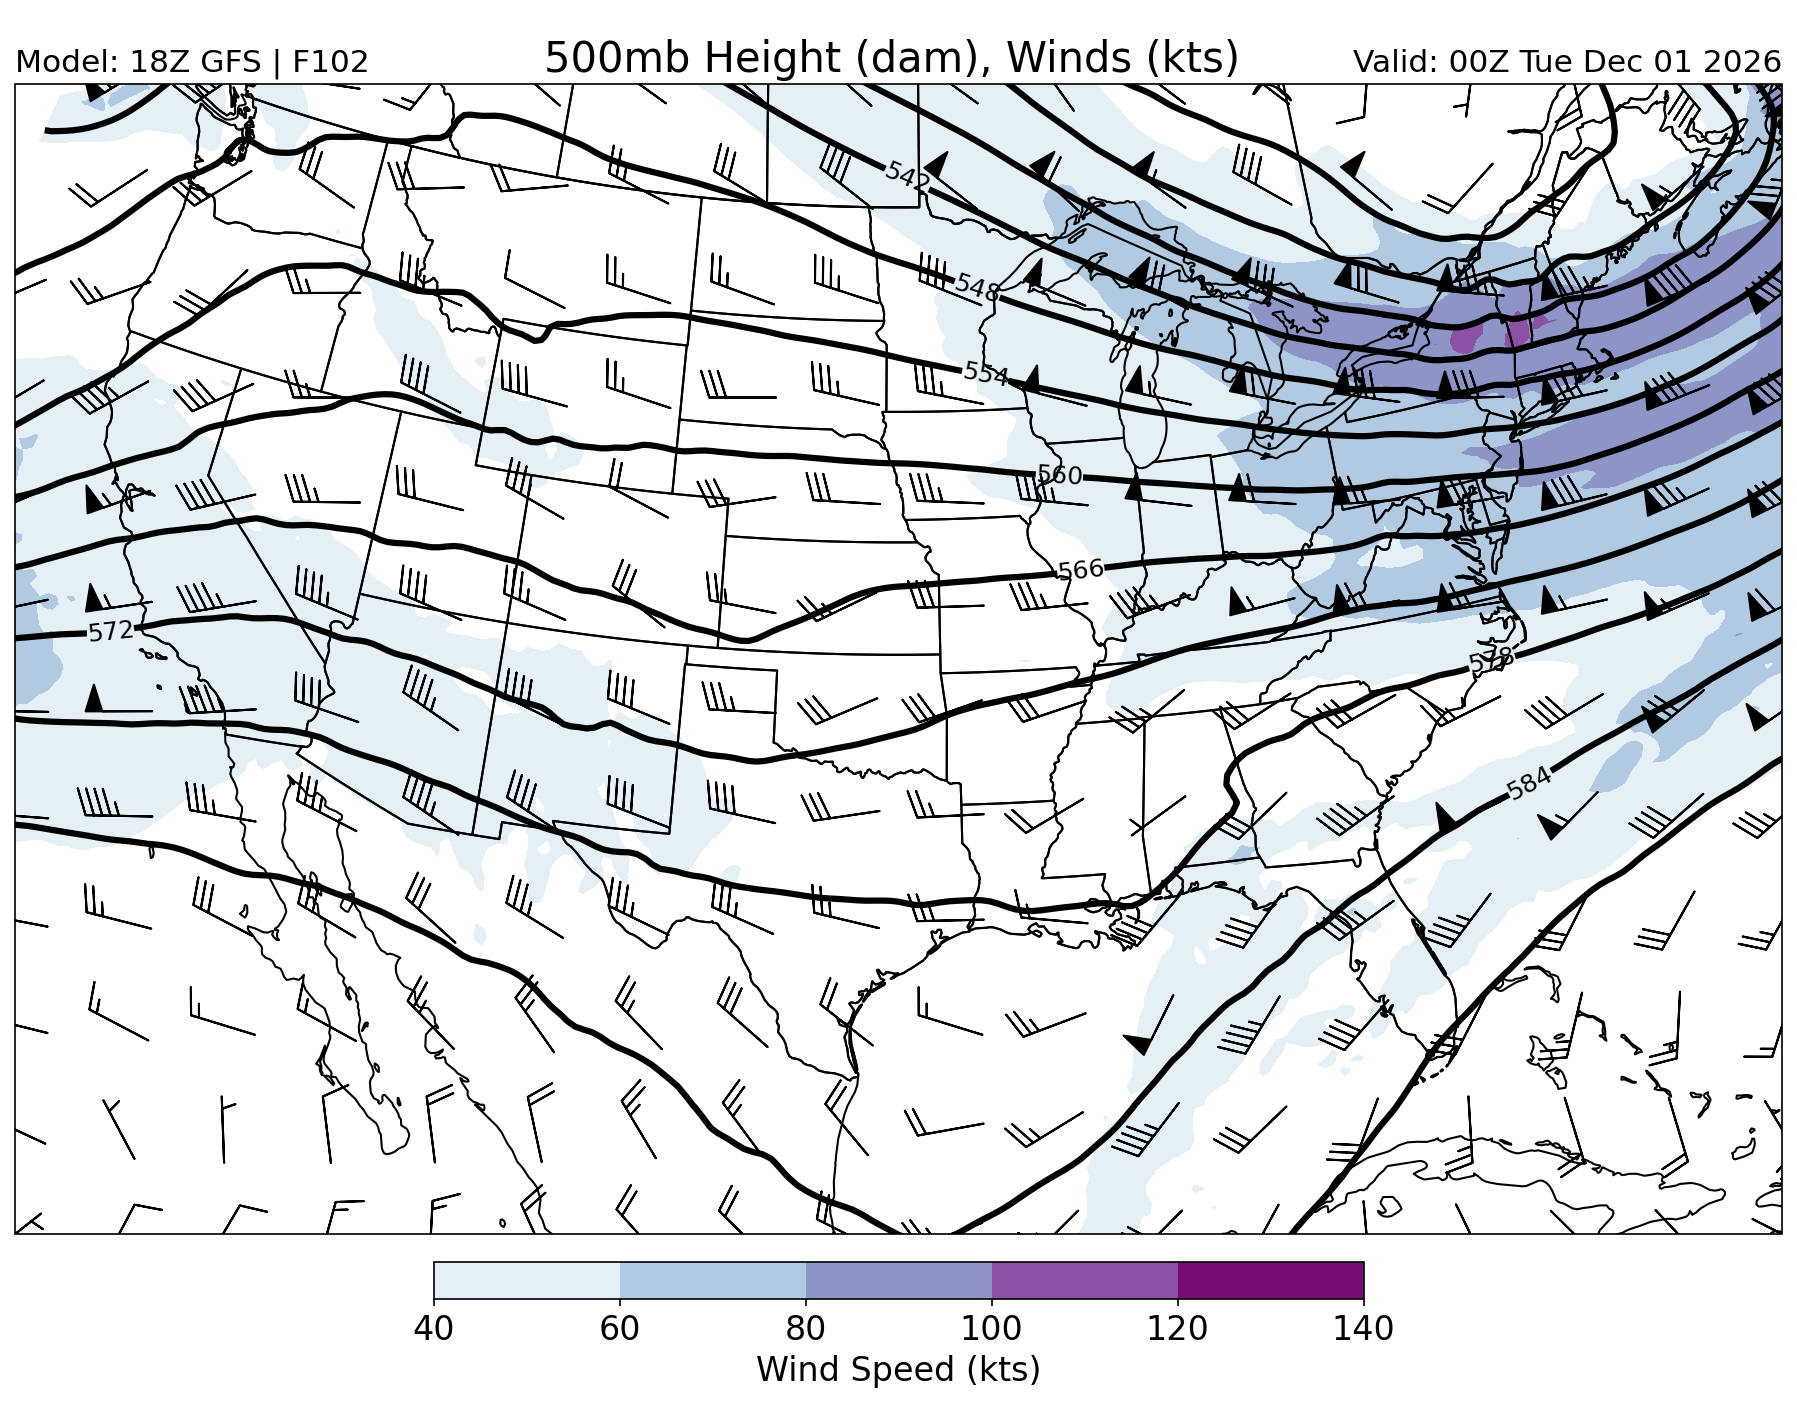 Model: 18Z GFS | F102
500mb Height (dam), Winds (kts)
Valid: 00Z Tue Dec 01 2026
542
548
554
560
566
572
578
584
40 60 80 100 120 140
Wind Speed (kts)